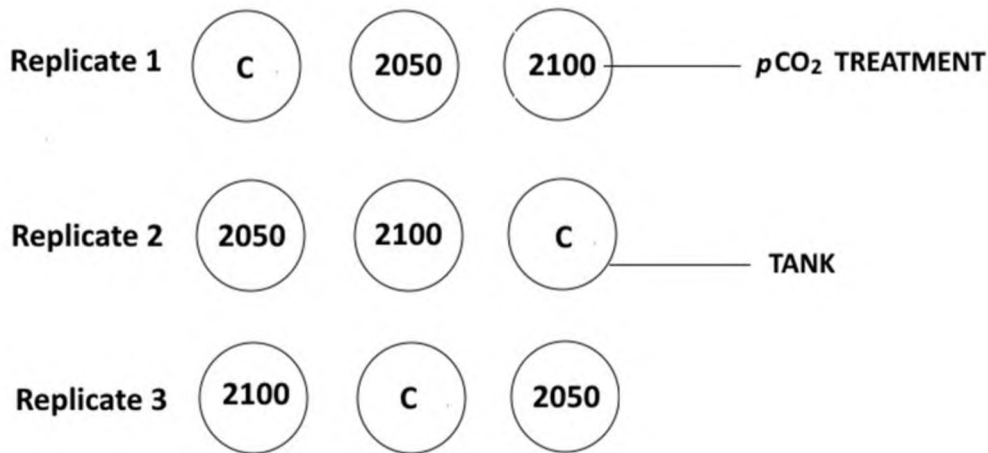 Replicate 1 C 2050 2100 pCO₂ TREATMENT
Replicate 2 2050 2100 C
TANK
Replicate 3 2100 C 2050